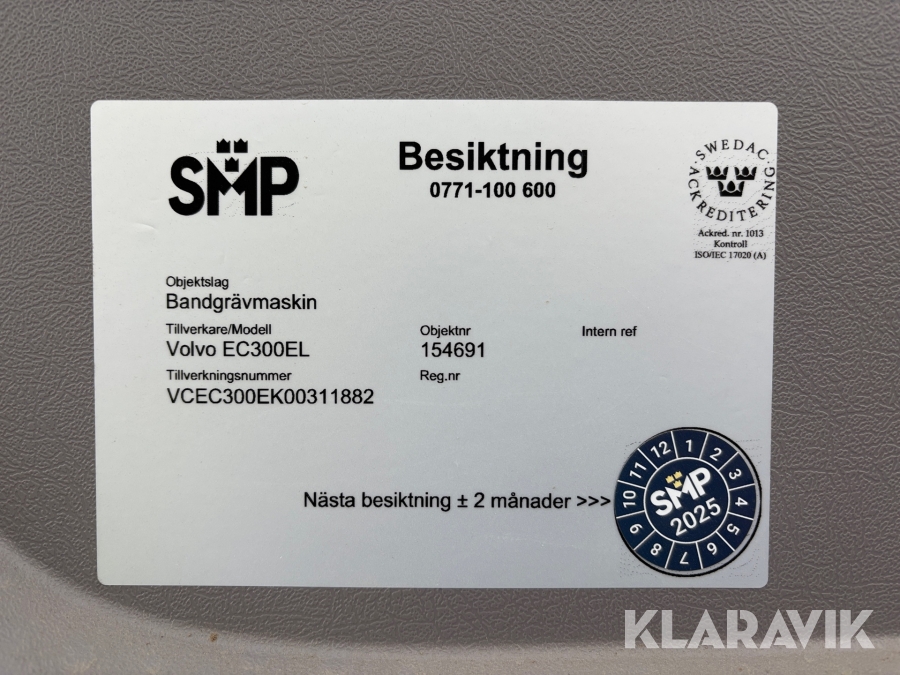 SMP
Besiktning
0771-100 600
SWEDAC
ACKREDITERING
Ackred. nr. 1013
Kontroll
ISO/IEC 17020 (A)
Objektslag
Bandgrävmaskin
Tillverkare/Modell
Volvo EC300EL
Objektnr
154691
Intern ref
Tillverkningsnummer
VCEC300EK00311882
Reg.nr
Nästa besiktning ± 2 månader >>>
1 2 3 4 5 6 7 8 9 10 11 12
SMP
2025
KLARAVIK